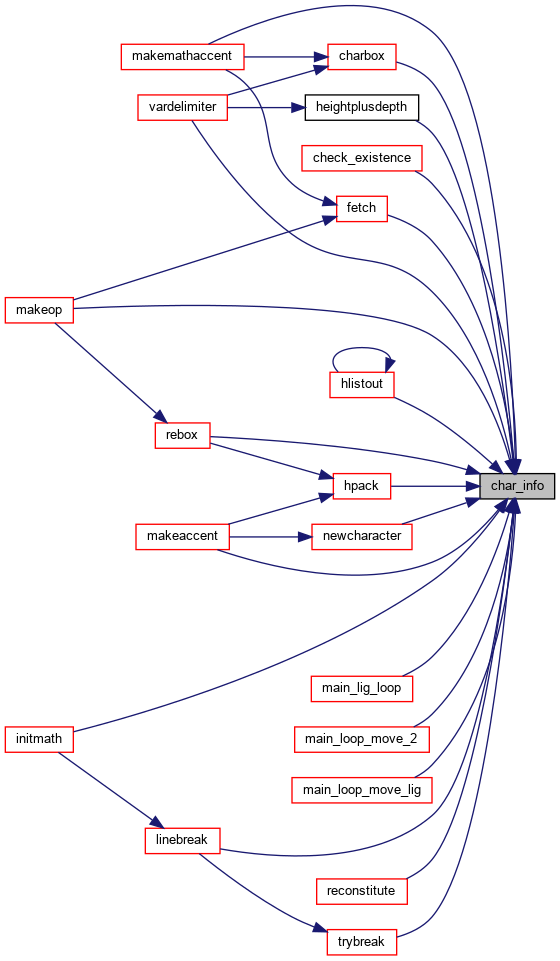 makemathaccent
charbox
vardelimiter
heightplusdepth
check_existence
fetch
makeop
hlistout
rebox
hpack
char_info
makeaccent
newcharacter
main_lig_loop
initmath
main_loop_move_2
main_loop_move_lig
linebreak
reconstitute
trybreak